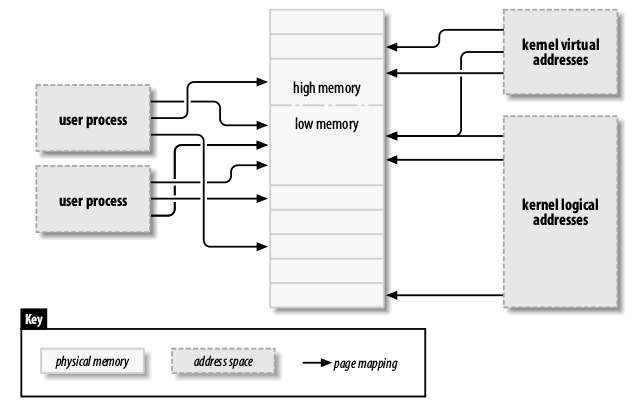 kernel virtual
addresses
high memory
low memory
user process
user process
kernel logical
addresses
Key
physical memory
address space
page mapping